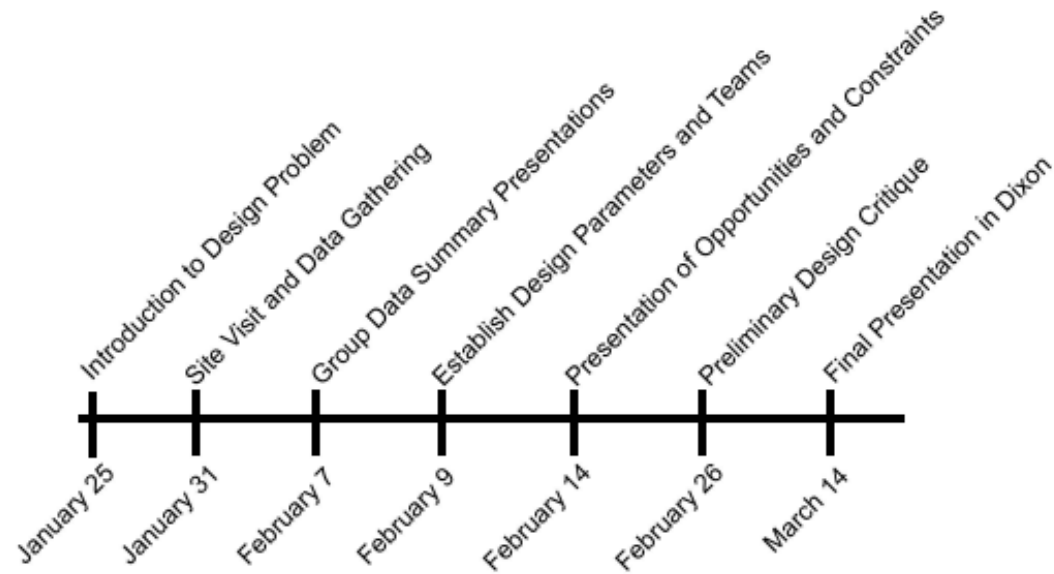 Introduction to Design Problem
Site Visit and Data Gathering
Group Data Summary Presentations
Establish Design Parameters and Teams
Presentation of Opportunities and Constraints
Preliminary Design Critique
Final Presentation in Dixon
January 25
January 31
February 7
February 9
February 14
February 26
March 14